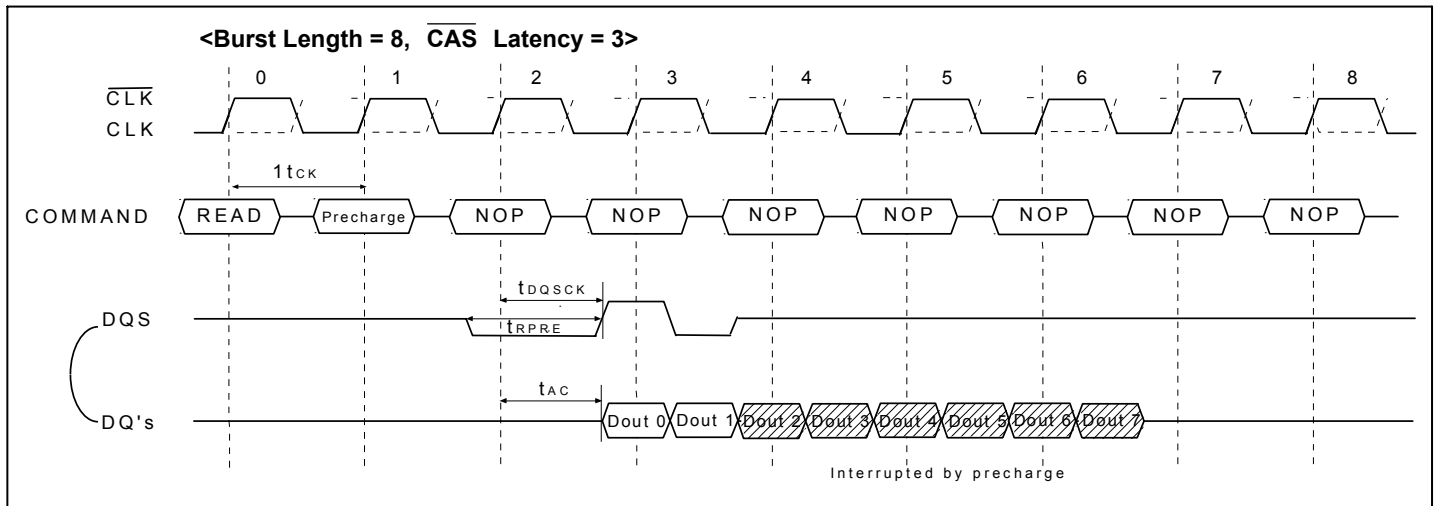 <Burst Length = 8, CAS Latency = 3>
0 1 2 3 4 5 6 7 8
CLK
CLK
1tCK
COMMAND READ Precharge NOP NOP NOP NOP NOP NOP NOP
tDQSCK
DQS
tRPRE
tAC
DQ's Dout 0 Dout 1 Dout 2 Dout 3 Dout 4 Dout 5 Dout 6 Dout 7
Interrupted by precharge